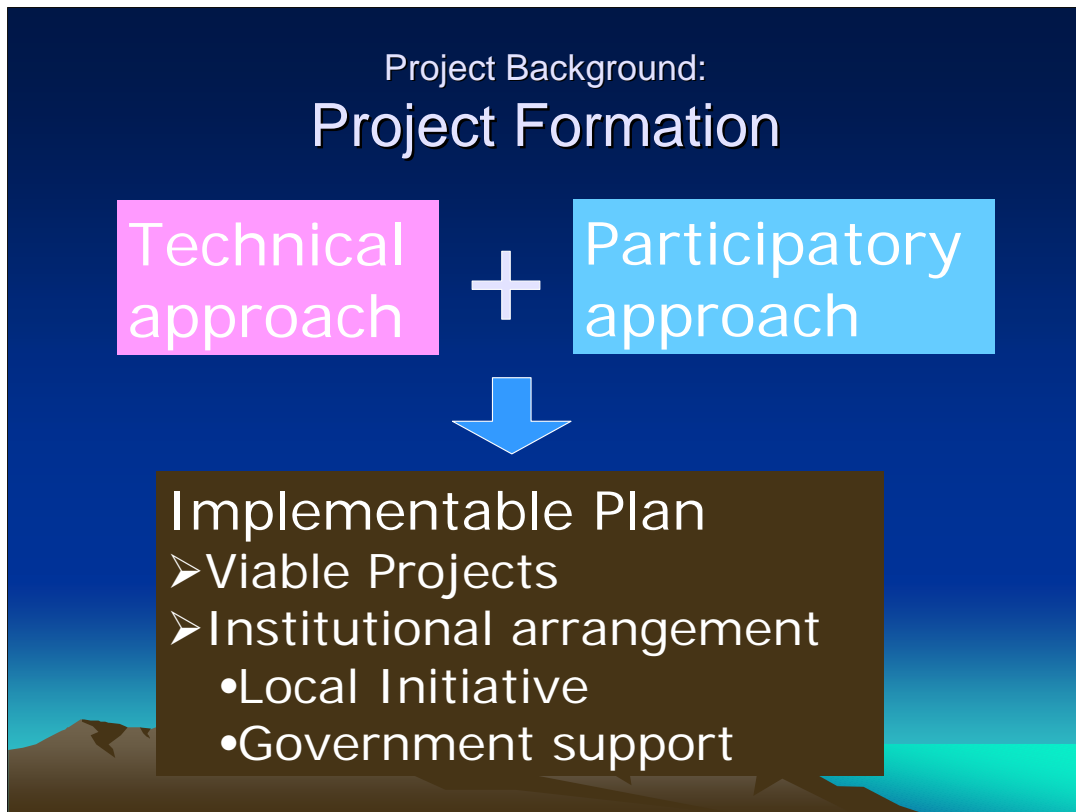 Project Background:
Project Formation
Technical
approach
+
Participatory
approach
Implementable Plan
➢Viable Projects
➢Institutional arrangement
•Local Initiative
•Government support